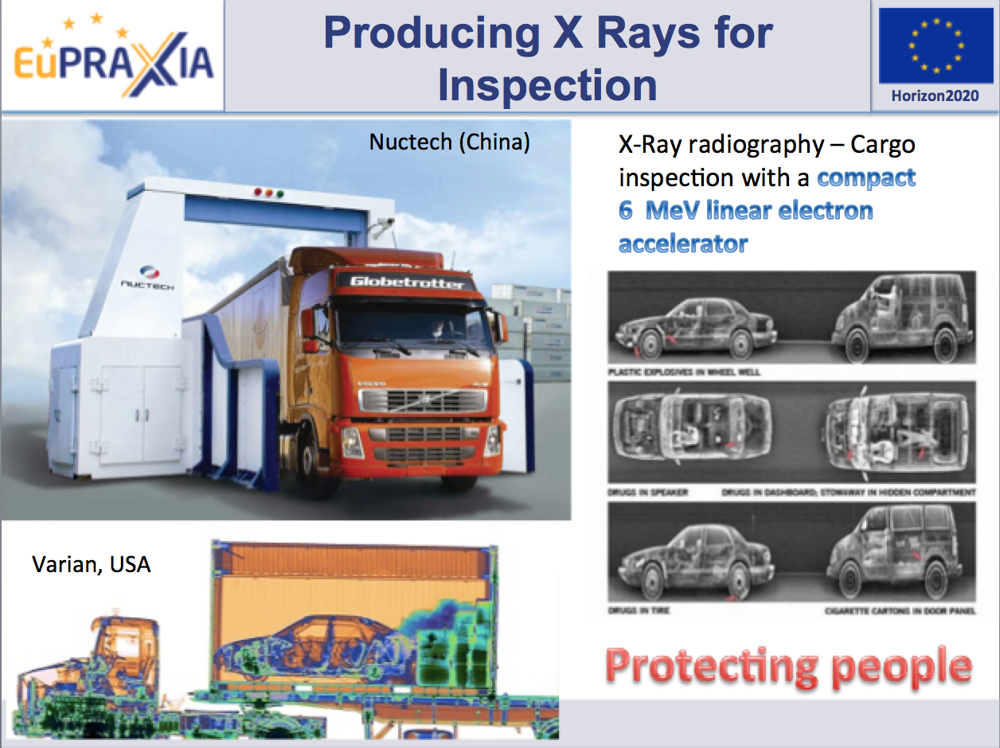 EuPRAXIA
Producing X Rays for
Inspection
Horizon2020
Nuctech (China)
NUCTECH
Globetrotter
VOLVO
X-Ray radiography – Cargo
inspection with a compact
6 MeV linear electron
accelerator
PLASTIC EXPLOSIVES IN WHEEL WELL
DRUGS IN SPEAKER
DRUGS IN DASHBOARD; STOWAWAY IN HIDDEN COMPARTMENT
DRUGS IN TIRE
CIGARETTE CARTONS IN DOOR PANEL
Varian, USA
Protecting people